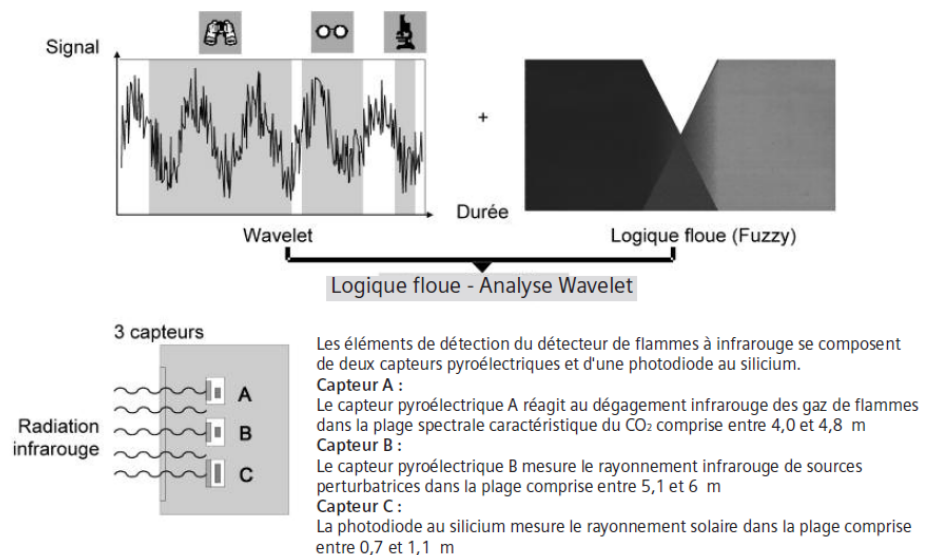 Signal
+
Durée
Wavelet
Logique floue (Fuzzy)
Logique floue - Analyse Wavelet
3 capteurs
Radiation
infrarouge
A
B
C
Les éléments de détection du détecteur de flammes à infrarouge se composent
de deux capteurs pyroélectriques et d'une photodiode au silicium.
Capteur A :
Le capteur pyroélectrique A réagit au dégagement infrarouge des gaz de flammes
dans la plage spectrale caractéristique du CO₂ comprise entre 4,0 et 4,8  m
Capteur B :
Le capteur pyroélectrique B mesure le rayonnement infrarouge de sources
perturbatrices dans la plage comprise entre 5,1 et 6  m
Capteur C :
La photodiode au silicium mesure le rayonnement solaire dans la plage comprise
entre 0,7 et 1,1  m